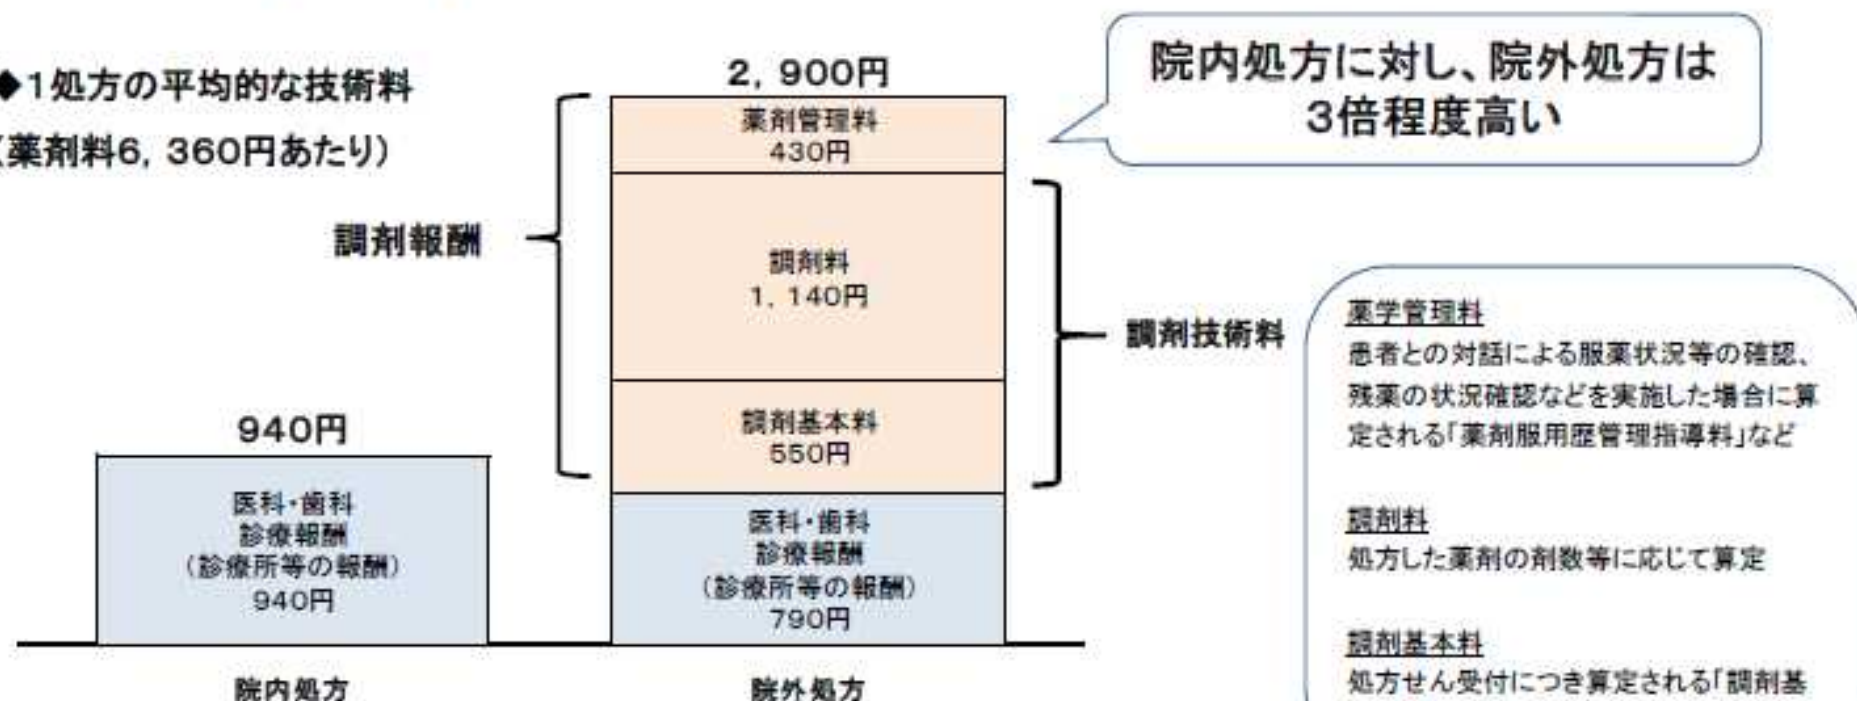 ◆1処方の平均的な技術料
(薬剤料6,360円あたり)
2,900円
院内処方に対し、院外処方は
3倍程度高い
薬剤管理料
430円
調剤報酬
調剤料
1,140円
調剤技術料
調剤基本料
550円
940円
医科・歯科
診療報酬
(診療所等の報酬)
940円
医科・歯科
診療報酬
(診療所等の報酬)
790円
院内処方
院外処方
薬学管理料
患者との対話による服薬状況等の確認、
残薬の状況確認などを実施した場合に算
定される「薬剤服用歴管理指導料」など
調剤料
処方した薬剤の剤数等に応じて算定
調剤基本料
処方せん受付につき算定される「調剤基